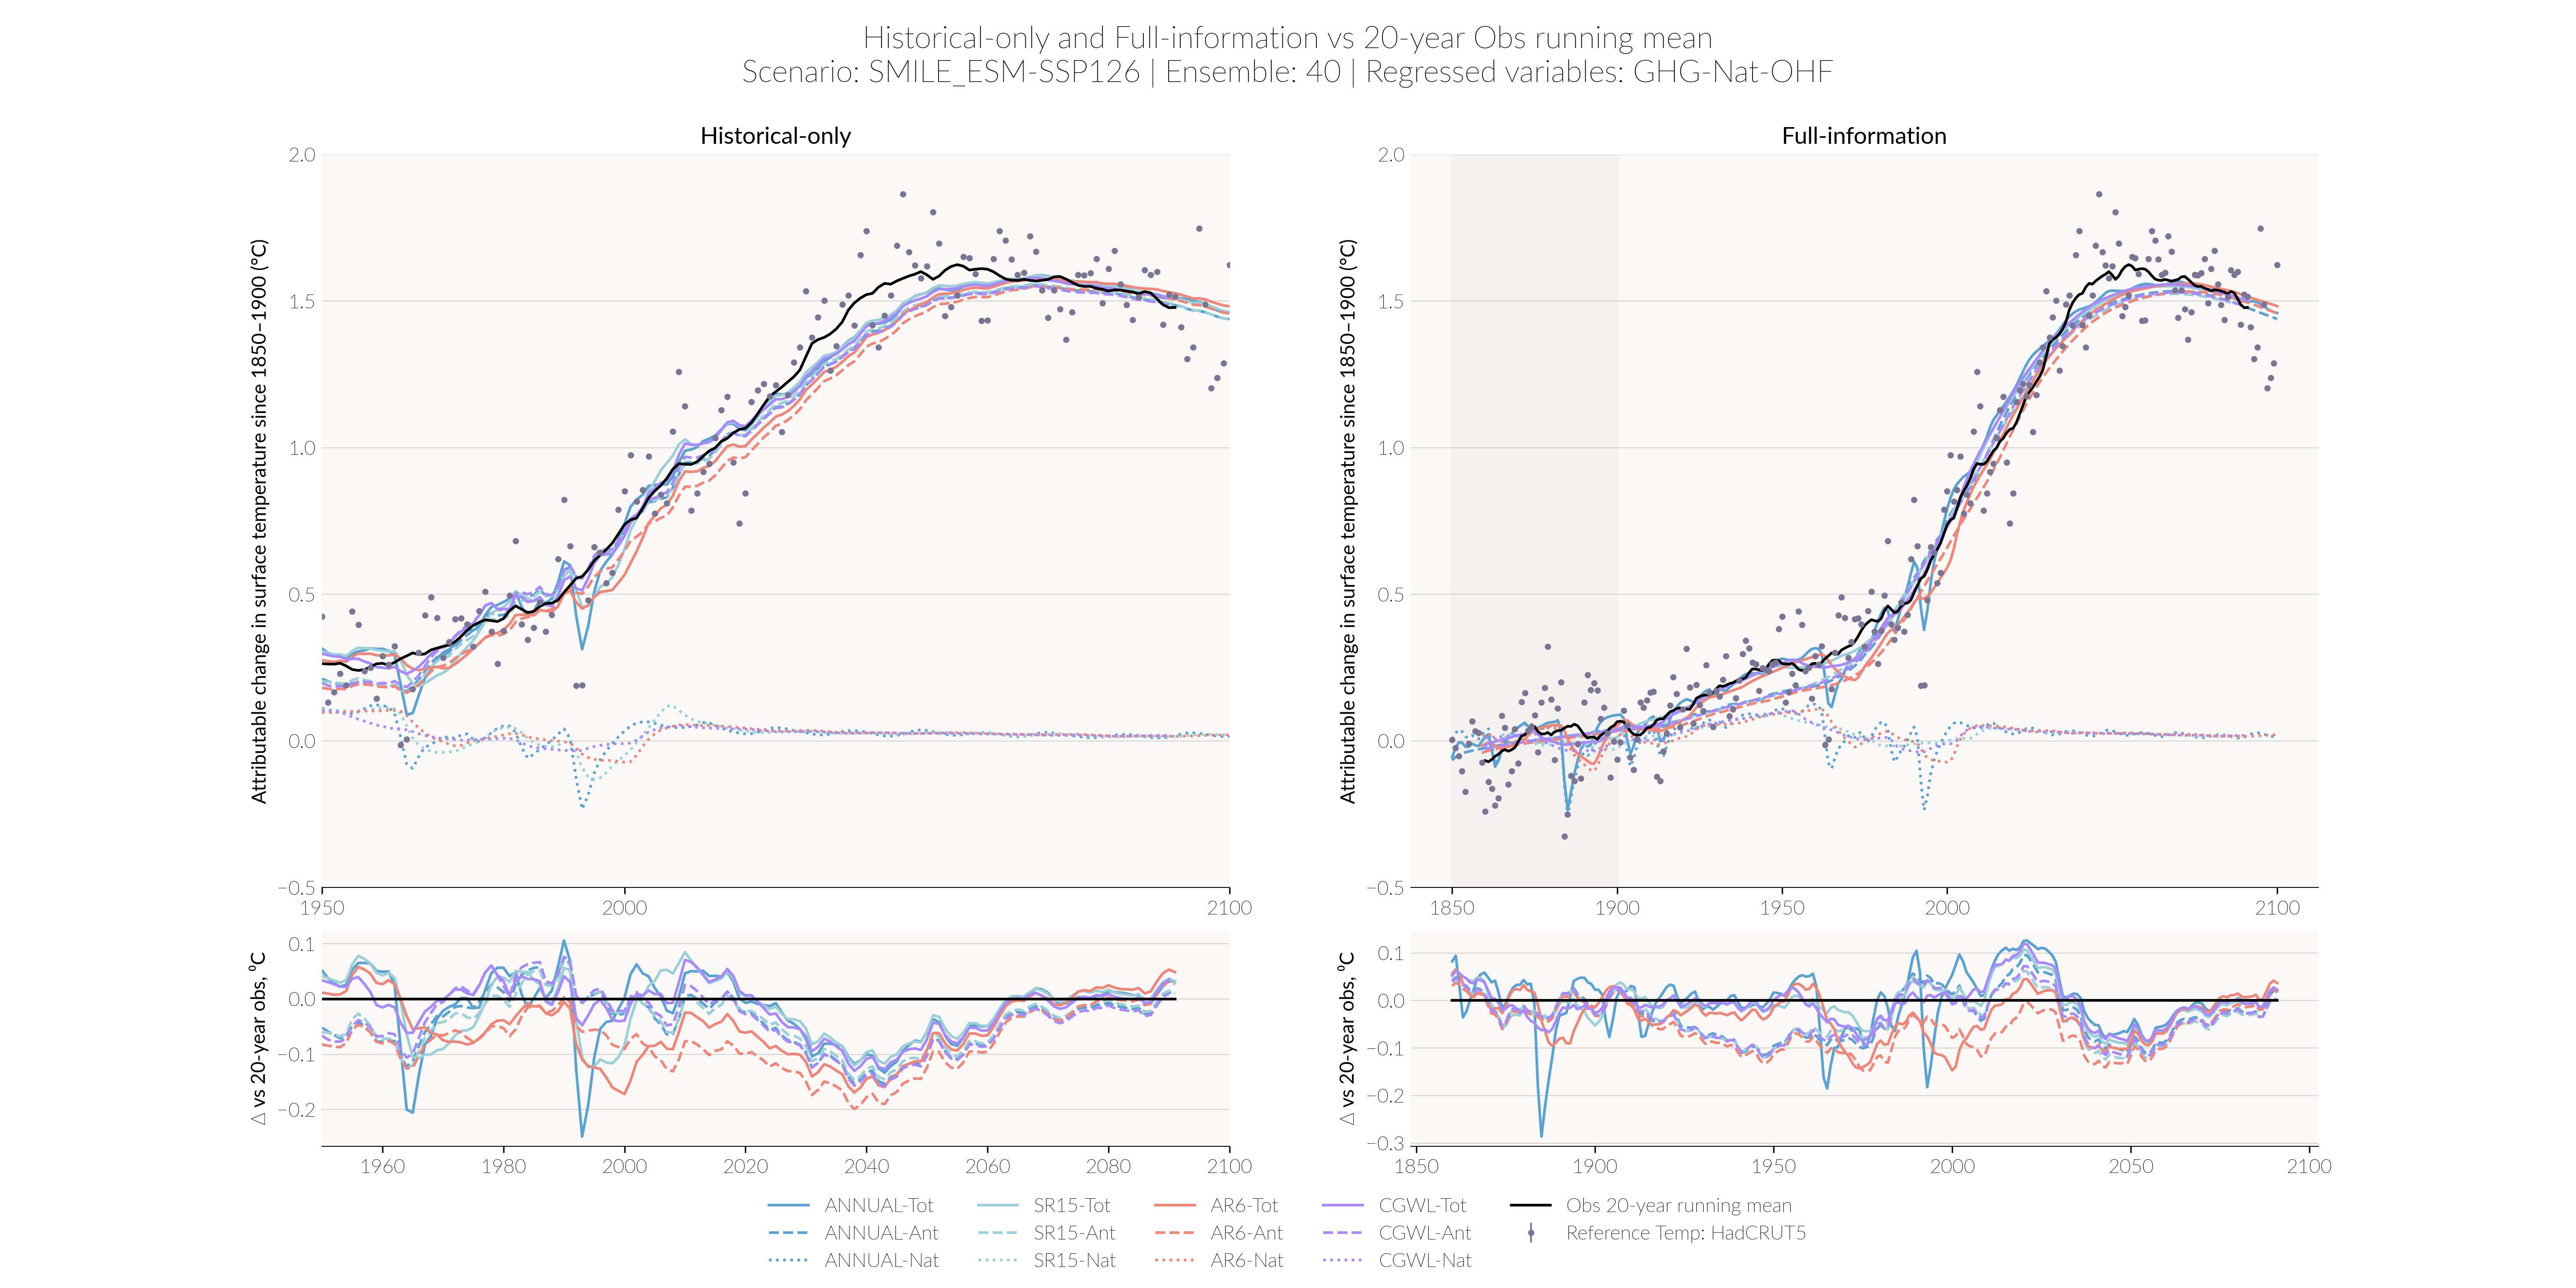 Historical-only and Full-information vs 20-year Obs running mean
Scenario: SMILE_ESM-SSP126 | Ensemble: 40 | Regressed variables: GHG-Nat-OHF
Historical-only
Attributable change in surface temperature since 1850–1900 (°C)
2.0
1.5
1.0
0.5
0.0
−0.5
1950
2000
2100
Full-information
Attributable change in surface temperature since 1850–1900 (°C)
2.0
1.5
1.0
0.5
0.0
−0.5
1850
1900
1950
2000
2100
Δ vs 20-year obs, °C
0.1
0.0
−0.1
−0.2
1960
1980
2000
2020
2040
2060
2080
2100
Δ vs 20-year obs, °C
0.1
0.0
−0.1
−0.2
−0.3
1850
1900
1950
2000
2050
2100
ANNUAL-Tot
ANNUAL-Ant
ANNUAL-Nat
SR15-Tot
SR15-Ant
SR15-Nat
AR6-Tot
AR6-Ant
AR6-Nat
CGWL-Tot
CGWL-Ant
CGWL-Nat
Obs 20-year running mean
Reference Temp: HadCRUT5